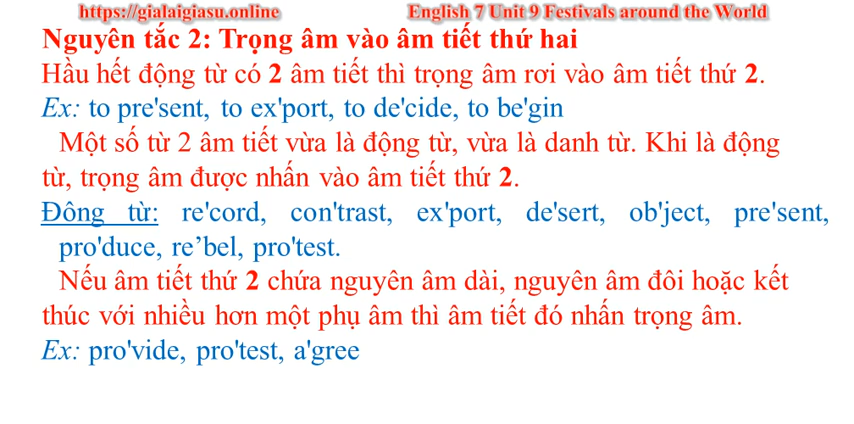 https://gialaigiasu.online English 7 Unit 9 Festivals around the World
Nguyên tắc 2: Trọng âm vào âm tiết thứ hai
Hầu hết động từ có 2 âm tiết thì trọng âm rơi vào âm tiết thứ 2.
Ex: to pre'sent, to ex'port, to de'cide, to be'gin
Một số từ 2 âm tiết vừa là động từ, vừa là danh từ. Khi là động
từ, trọng âm được nhấn vào âm tiết thứ 2.
Đông từ: re'cord, con'trast, ex'port, de'sert, ob'ject, pre'sent,
pro'duce, re’bel, pro'test.
Nếu âm tiết thứ 2 chứa nguyên âm dài, nguyên âm đôi hoặc kết
thúc với nhiều hơn một phụ âm thì âm tiết đó nhấn trọng âm.
Ex: pro'vide, pro'test, a'gree